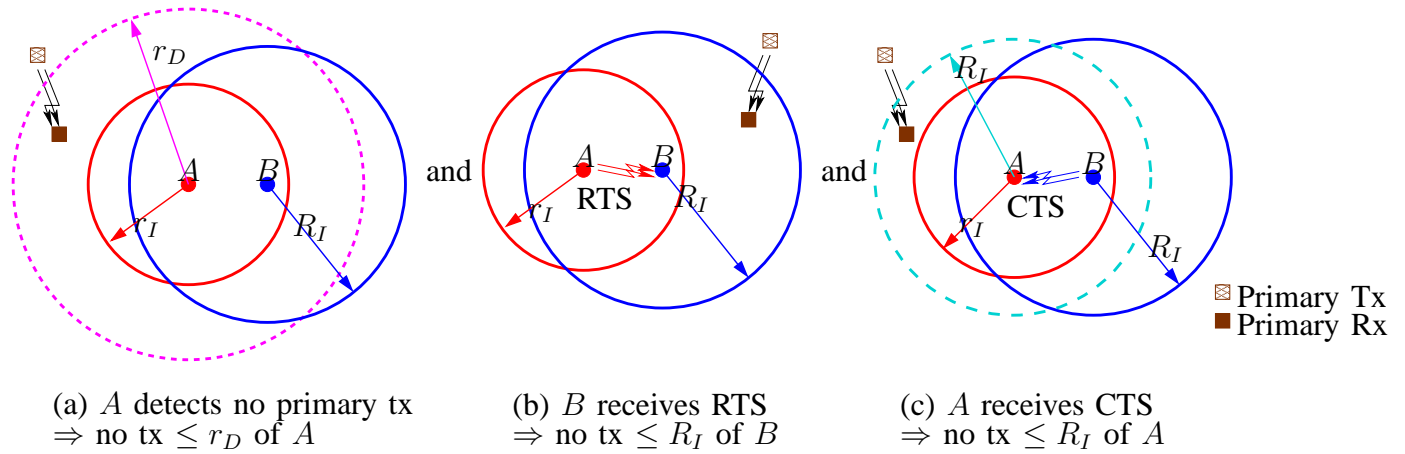 r_D
A
B
r_I
R_I
and
A
B
RTS
r_I
R_I
and
R_I
A
B
CTS
r_I
R_I
Primary Tx
Primary Rx
(a) A detects no primary tx
⇒ no tx ≤ r_D of A
(b) B receives RTS
⇒ no tx ≤ R_I of B
(c) A receives CTS
⇒ no tx ≤ R_I of A